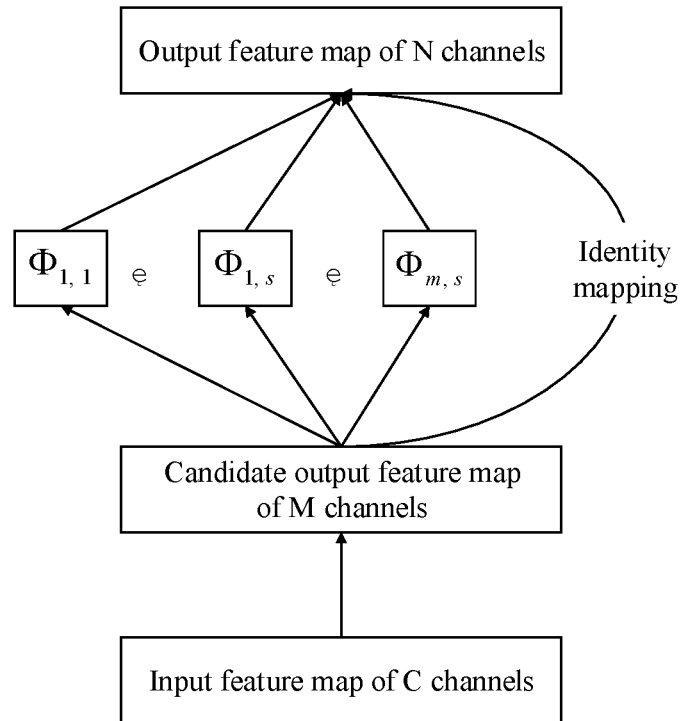 Output feature map of N channels
Φ1, 1 ҿ Φ1, s ҿ Φm, s
Identity
mapping
Candidate output feature map
of M channels
Input feature map of C channels